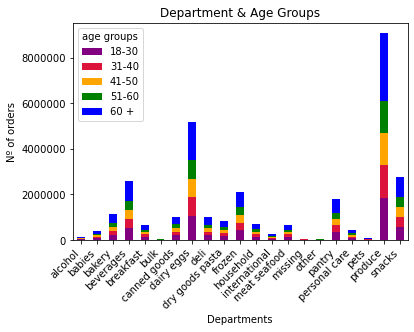 Department & Age Groups
age groups
18-30
31-40
41-50
51-60
60 +
Nº of orders
8000000
6000000
4000000
2000000
0
alcohol
babies
bakery
beverages
breakfast
bulk
canned goods
dairy eggs
deli
dry goods pasta
frozen
household
international
meat seafood
missing
other
pantry
personal care
pets
produce
snacks
Departments